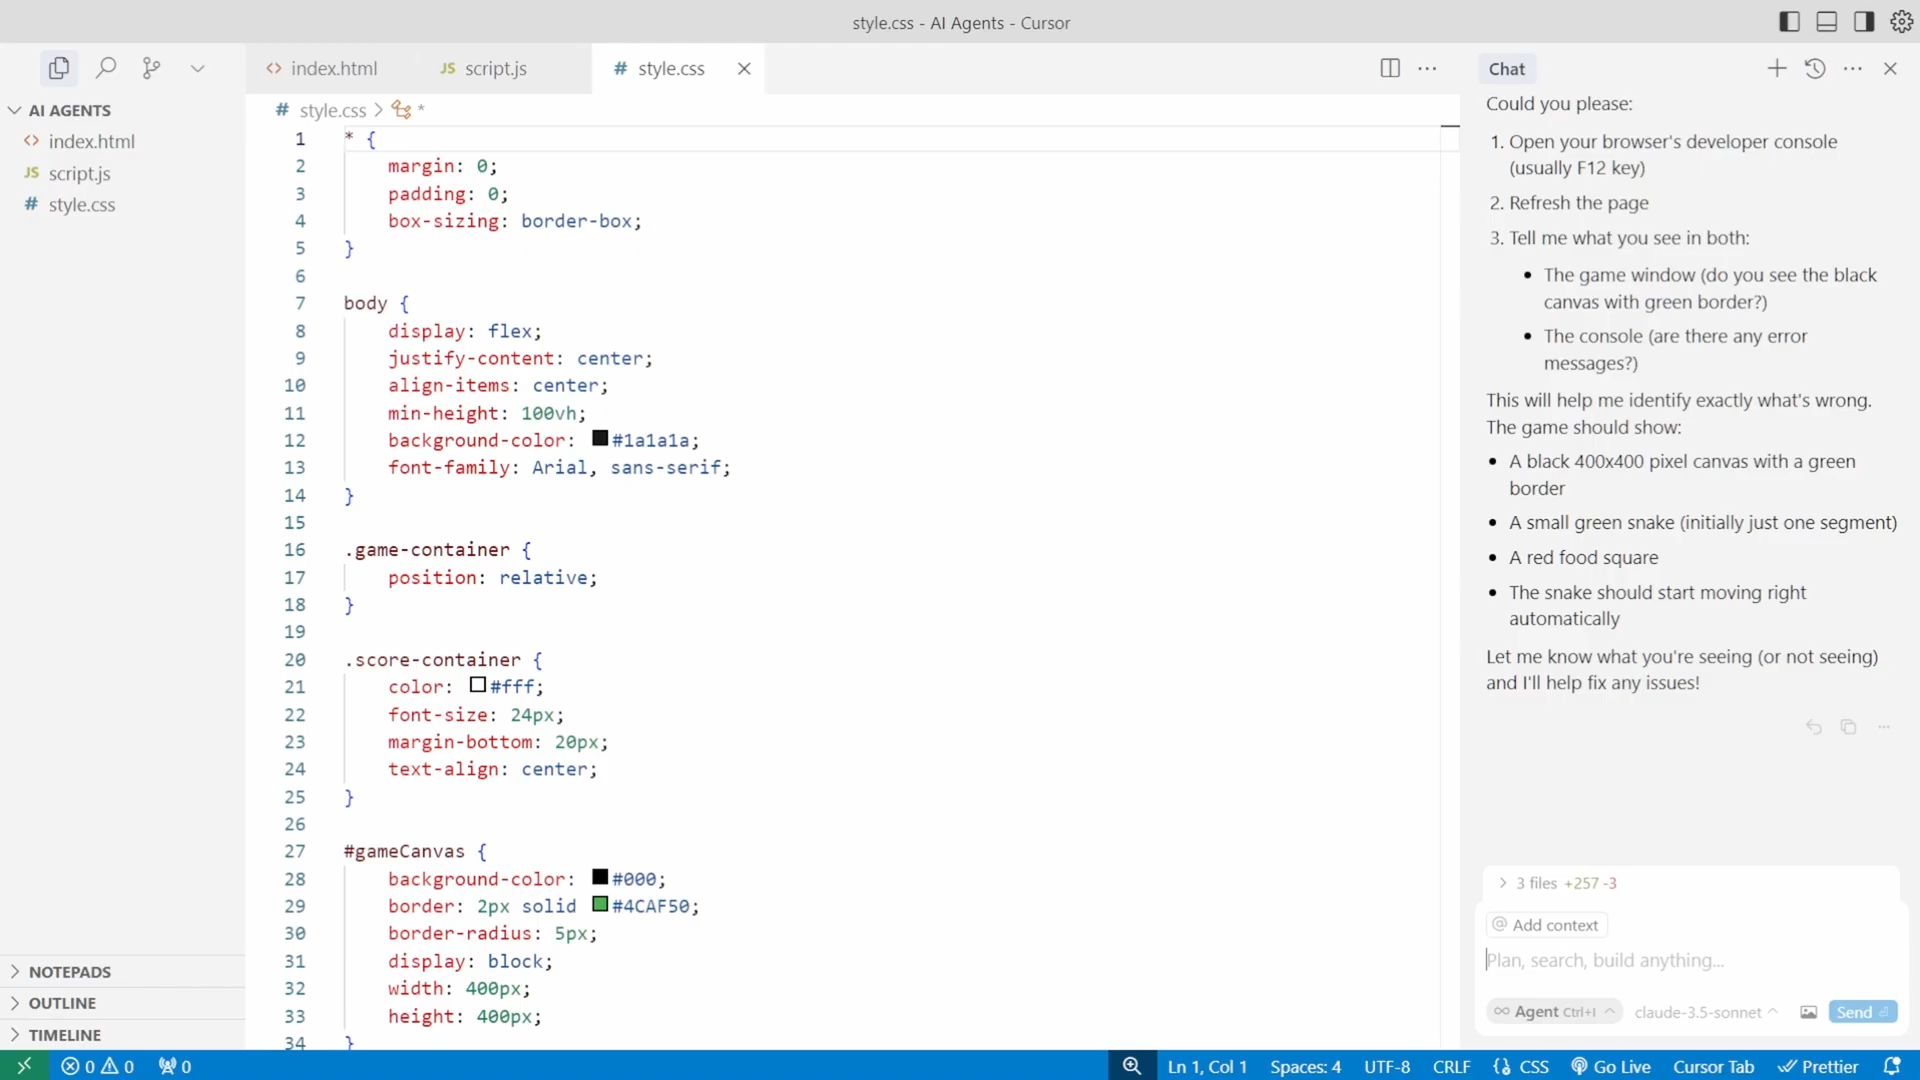 style.css - AI Agents - Cursor
AI AGENTS
index.html
script.js
style.css
NOTEPADS
OUTLINE
TIMELINE
index.html
JS script.js
# style.css
# style.css > *
1 * {
2 margin: 0;
3 padding: 0;
4 box-sizing: border-box;
5 }
6
7 body {
8 display: flex;
9 justify-content: center;
10 align-items: center;
11 min-height: 100vh;
12 background-color: #1a1a1a;
13 font-family: Arial, sans-serif;
14 }
15
16 .game-container {
17 position: relative;
18 }
19
20 .score-container {
21 color: #fff;
22 font-size: 24px;
23 margin-bottom: 20px;
24 text-align: center;
25 }
26
27 #gameCanvas {
28 background-color: #000;
29 border: 2px solid #4CAF50;
30 border-radius: 5px;
31 display: block;
32 width: 400px;
33 height: 400px;
34 }
Chat
Could you please:
1. Open your browser's developer console
(usually F12 key)
2. Refresh the page
3. Tell me what you see in both:
• The game window (do you see the black
canvas with green border?)
• The console (are there any error
messages?)
This will help me identify exactly what's wrong.
The game should show:
• A black 400x400 pixel canvas with a green
border
• A small green snake (initially just one segment)
• A red food square
• The snake should start moving right
automatically
Let me know what you're seeing (or not seeing)
and I'll help fix any issues!
> 3 files +257 -3
@ Add context
Plan, search, build anything...
∞ Agent Ctrl+I ^ claude-3.5-sonnet ^ Send
0 0 0 Ln 1, Col 1 Spaces: 4 UTF-8 CRLF CSS Go Live Cursor Tab Prettier